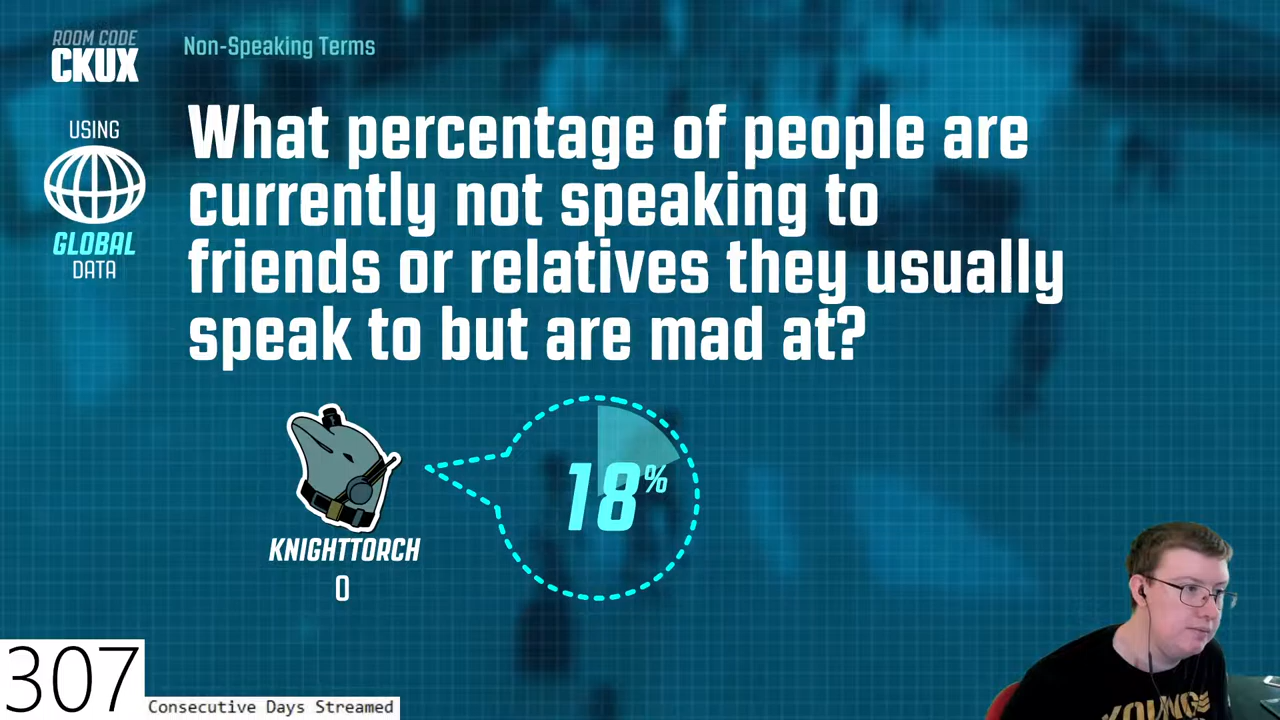 ROOM CODE
CKUX
Non-Speaking Terms
USING
GLOBAL
DATA
What percentage of people are
currently not speaking to
friends or relatives they usually
speak to but are mad at?
18%
KNIGHTTORCH
0
307
Consecutive Days Streamed